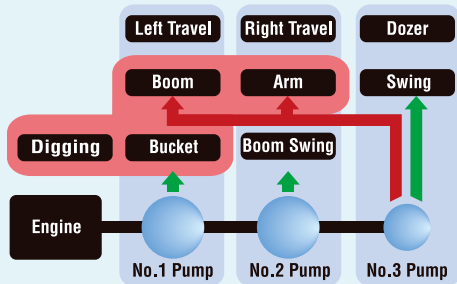 Left Travel
Right Travel
Dozer
Boom
Arm
Swing
Digging
Bucket
Boom Swing
Engine
No.1 Pump
No.2 Pump
No.3 Pump